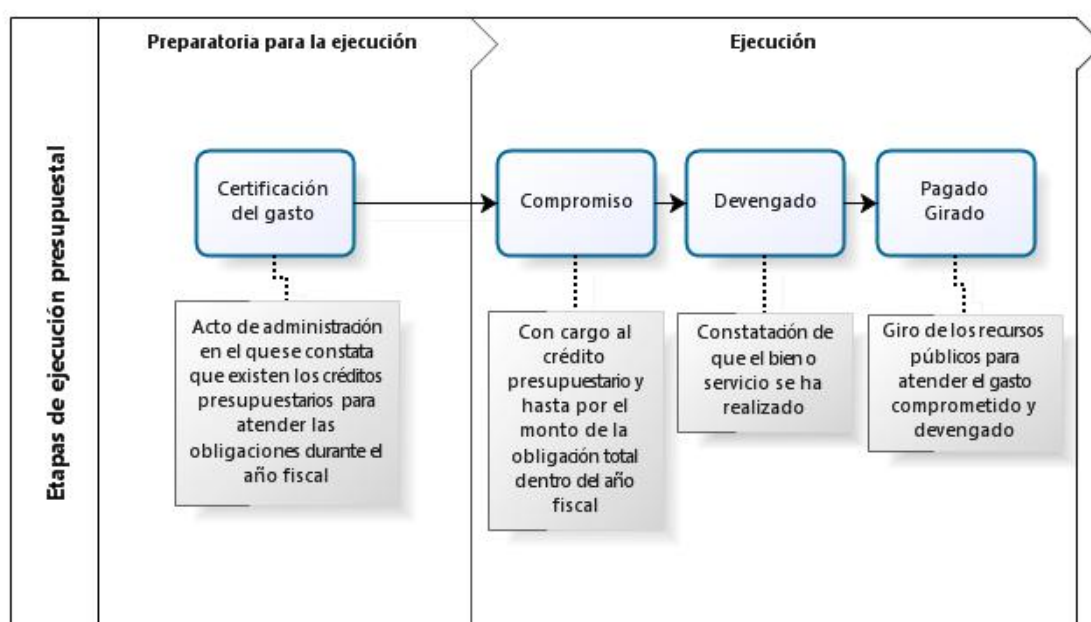 Preparatoria para la ejecución
Ejecución
Etapas de ejecución presupuestal
Certificación
del gasto
Compromiso
Devengado
Pagado
Girado
Acto de administración
en el que se constata
que existen los créditos
presupuestarios para
atender las
obligaciones durante el
año fiscal
Con cargo al
crédito
presupuestario y
hasta por el
monto de la
obligación total
dentro del año
fiscal
Constatación de
que el bien o
servicio se ha
realizado
Giro de los recursos
públicos para
atender el gasto
comprometido y
devengado